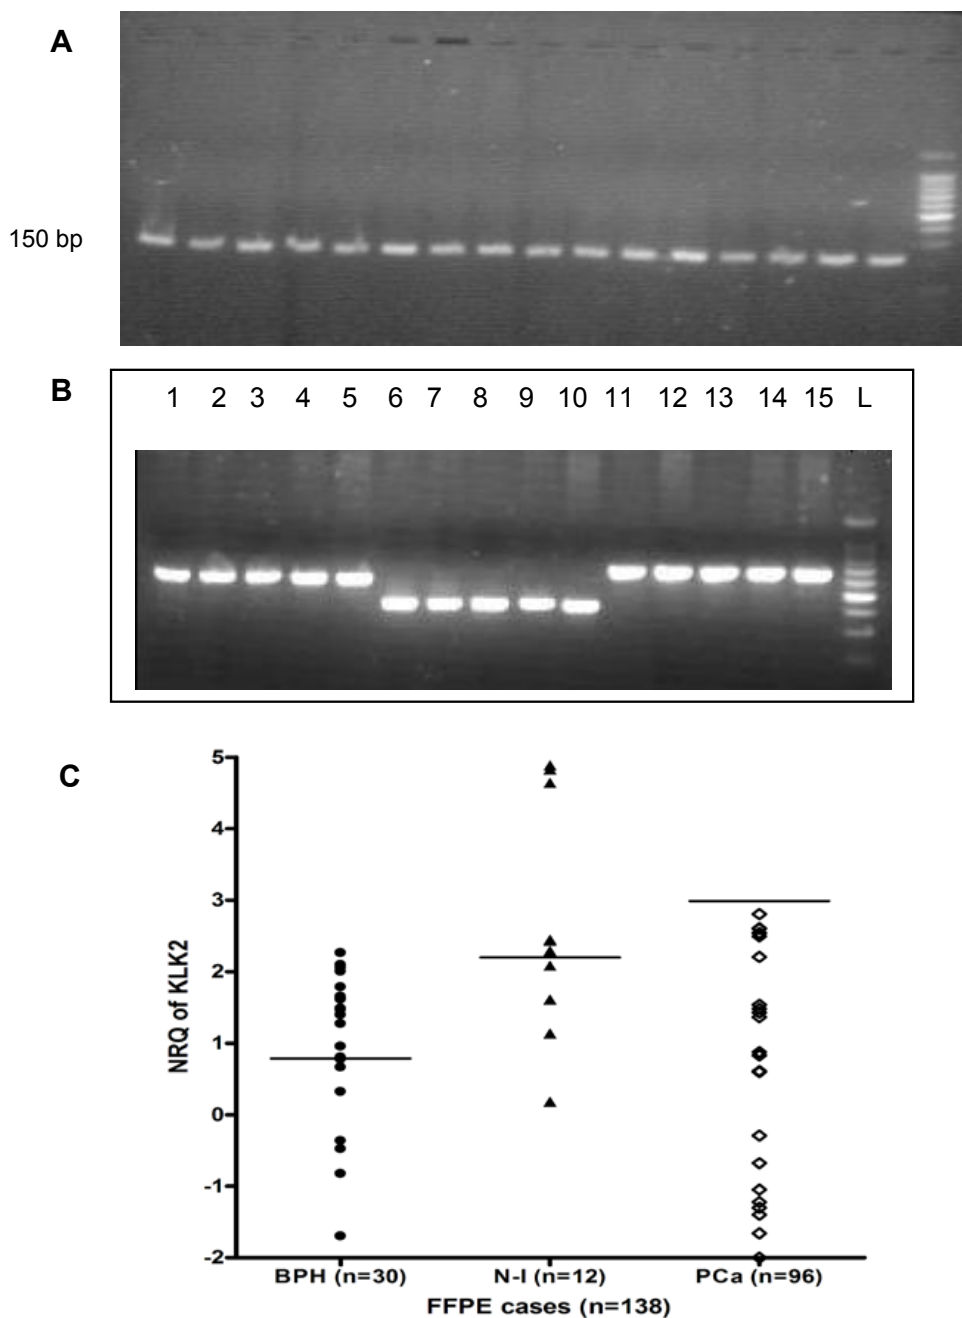 A
150 bp
B
1 2 3 4 5 6 7 8 9 10 11 12 13 14 15 L
C
5
4
3
2
1
0
-1
-2
NRQ of KLK2
BPH (n=30) N-I (n=12) PCa (n=96)
FFPE cases (n=138)